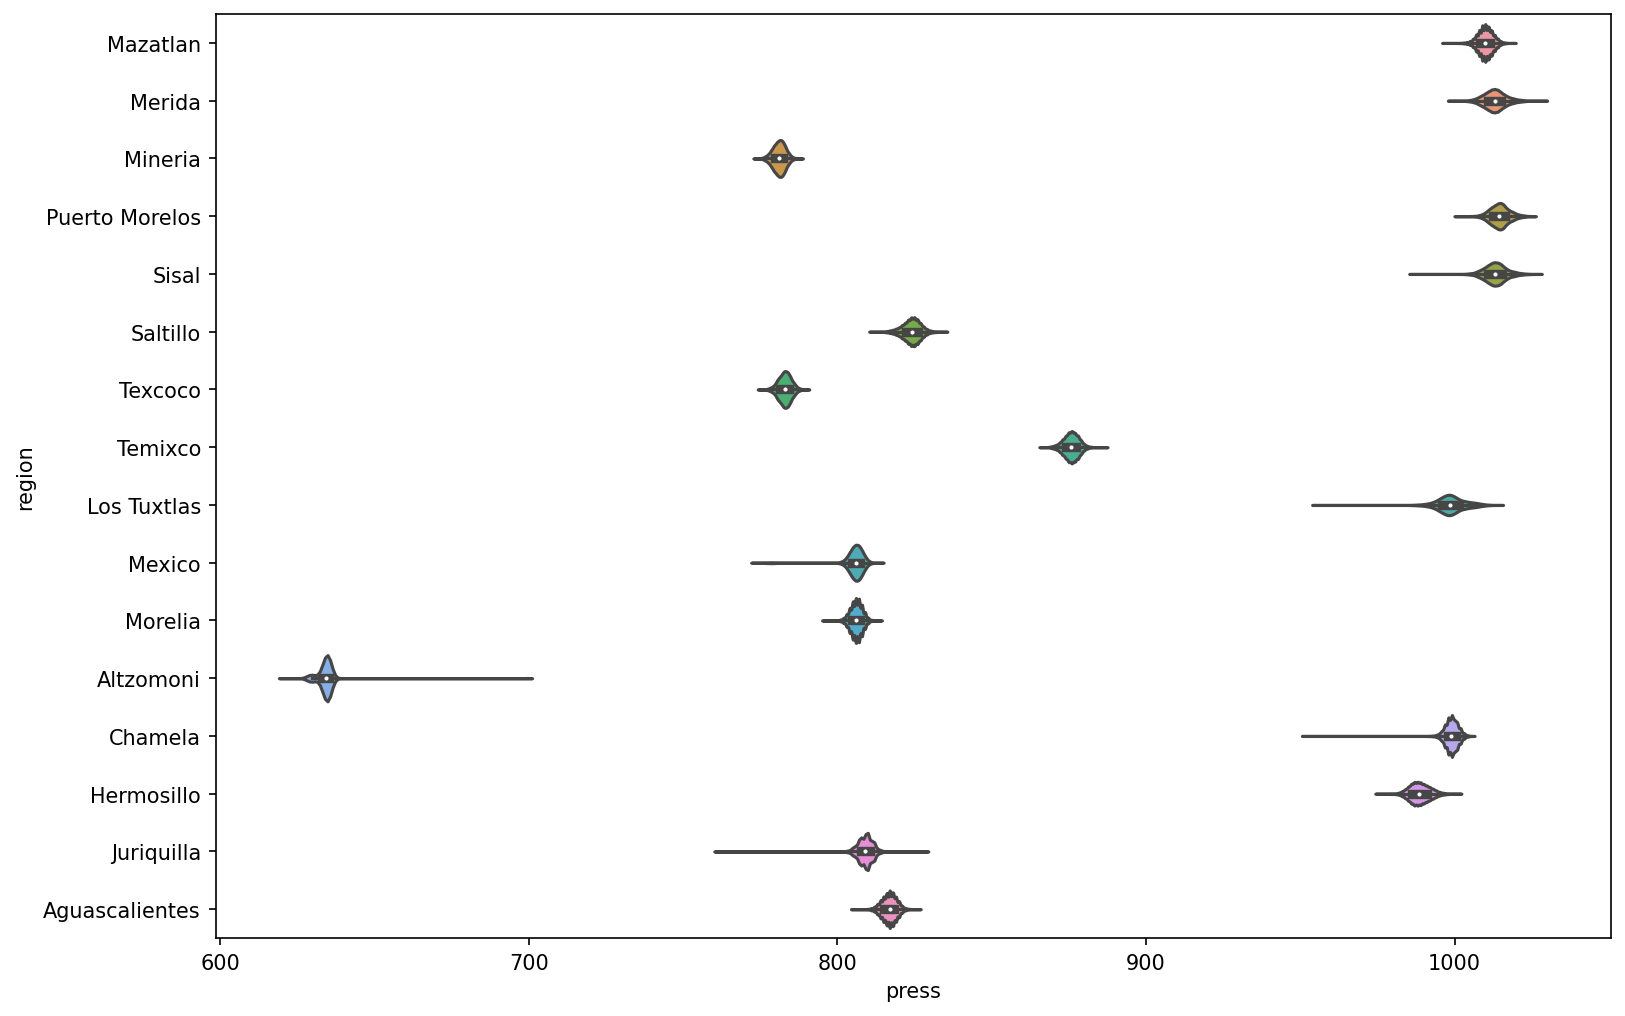 Mazatlan
Merida
Mineria
Puerto Morelos
Sisal
Saltillo
Texcoco
Temixco
Los Tuxtlas
Mexico
Morelia
Altzomoni
Chamela
Hermosillo
Juriquilla
Aguascalientes
region
600 700 800 900 1000
press